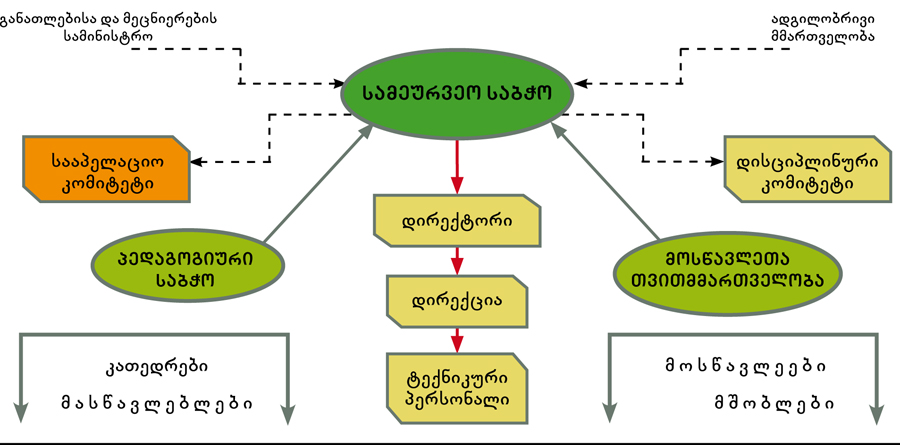 განათლებისა და მეცნიერების
სამინისტრო
ადგილობრივი
მმართველობა
სამეურვეო საბჭო
სააპელაციო
კომიტეტი
დისციპლინური
კომიტეტი
დირექტორი
პედაგოგიური
საბჭო
მოსწავლეთა
თვითმმართველობა
დირექცია
კათედრები
მასწავლებლები
ტექნიკური
პერსონალი
მოსწავლეები
მშობლები